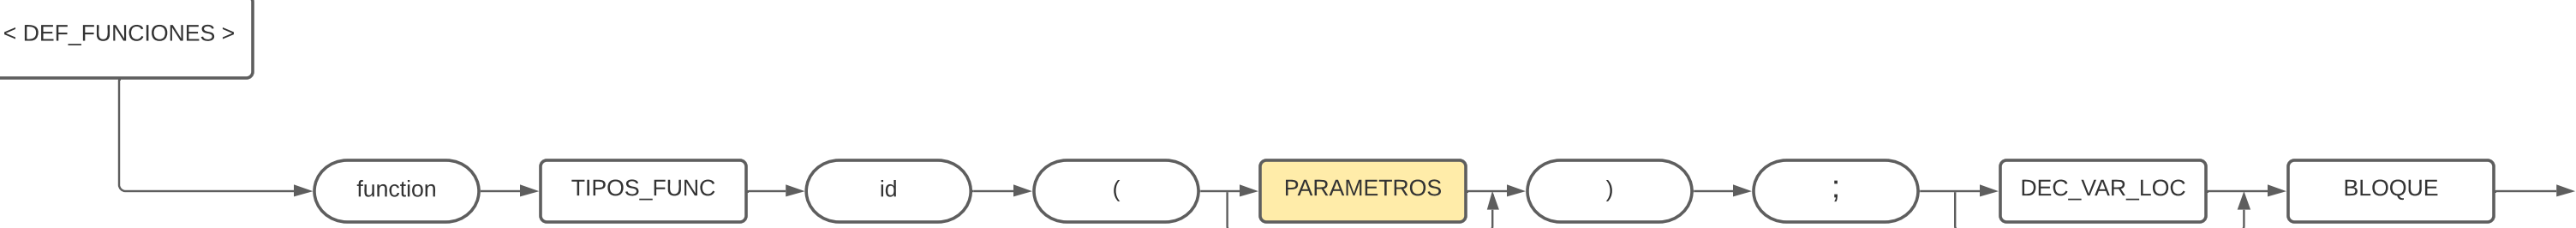 < DEF_FUNCIONES >
function
TIPOS_FUNC
id
(
PARAMETROS
)
;
DEC_VAR_LOC
BLOQUE